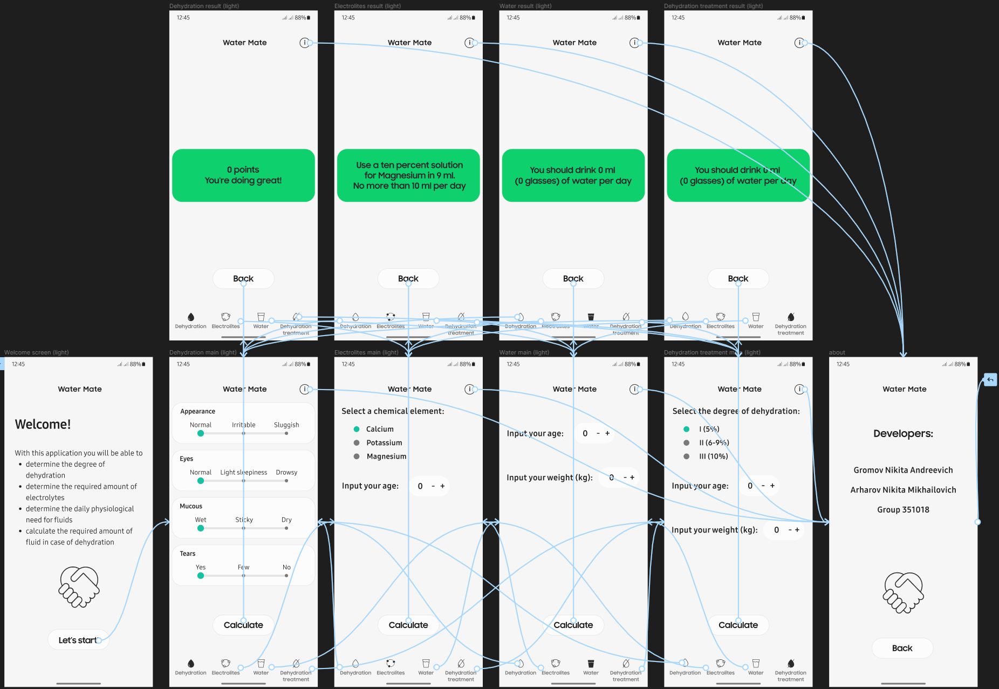 Dehydration result (light)
12:45
88%
Water Mate
i
0 points
You're doing great!
Back
Dehydration
Electrolites
Water
Dehydration
treatment
Electrolites result (light)
12:45
88%
Water Mate
i
Use a ten percent solution
for Magnesium in 9 ml.
No more than 10 ml per day
Back
Dehydration
Electrolites
Water
Dehydration
treatment
Water result (light)
12:45
88%
Water Mate
i
You should drink 0 ml
(0 glasses) of water per day
Back
Dehydration
Electrolites
Water
Dehydration
treatment
Dehydration treatment result (light)
12:45
88%
Water Mate
i
You should drink 0 ml
(0 glasses) of water per day
Back
Dehydration
Electrolites
Water
Dehydration
treatment
Welcome screen (light)
12:45
88%
Water Mate
Welcome!
With this application you will be able to
• determine the degree of
dehydration
• determine the required amount of
electrolytes
• determine the daily physiological
need for fluids
• calculate the required amount of
fluid in case of dehydration
Let's start!
Dehydration main (light)
12:45
88%
Water Mate
i
Appearance
Normal Irritable Sluggish
Eyes
Normal Light sleepiness Drowsy
Mucous
Wet Sticky Dry
Tears
Yes Few No
Calculate
Dehydration
Electrolites
Water
Dehydration
treatment
Electrolites main (light)
12:45
88%
Water Mate
i
Select a chemical element:
Calcium
Potassium
Magnesium
Input your age: 0 - +
Calculate
Dehydration
Electrolites
Water
Dehydration
treatment
Water main (light)
12:45
88%
Water Mate
i
Input your age: 0 - +
Input your weight (kg): 0 - +
Calculate
Dehydration
Electrolites
Water
Dehydration
treatment
Dehydration treatment main (light)
12:45
88%
Water Mate
i
Select the degree of dehydration:
I (5%)
II (6-9%)
III (10%)
Input your age: 0 - +
Input your weight (kg): 0 - +
Calculate
Dehydration
Electrolites
Water
Dehydration
treatment
about
12:45
88%
Water Mate
Developers:
Gromov Nikita Andreevich
Arharov Nikita Mikhailovich
Group 351018
Back